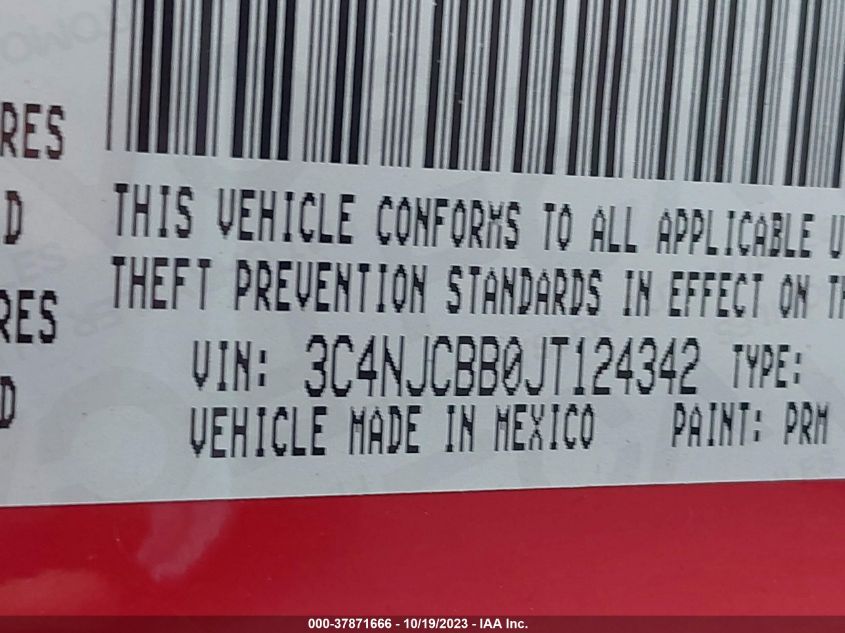 RES
D
RES
D
THIS VEHICLE CONFORMS TO ALL APPLICABLE U
THEFT PREVENTION STANDARDS IN EFFECT ON TH
VIN: 3C4NJCBB0JT124342 TYPE:
VEHICLE MADE IN MEXICO PAINT: PRM
000-37871666 - 10/19/2023 - IAA Inc.